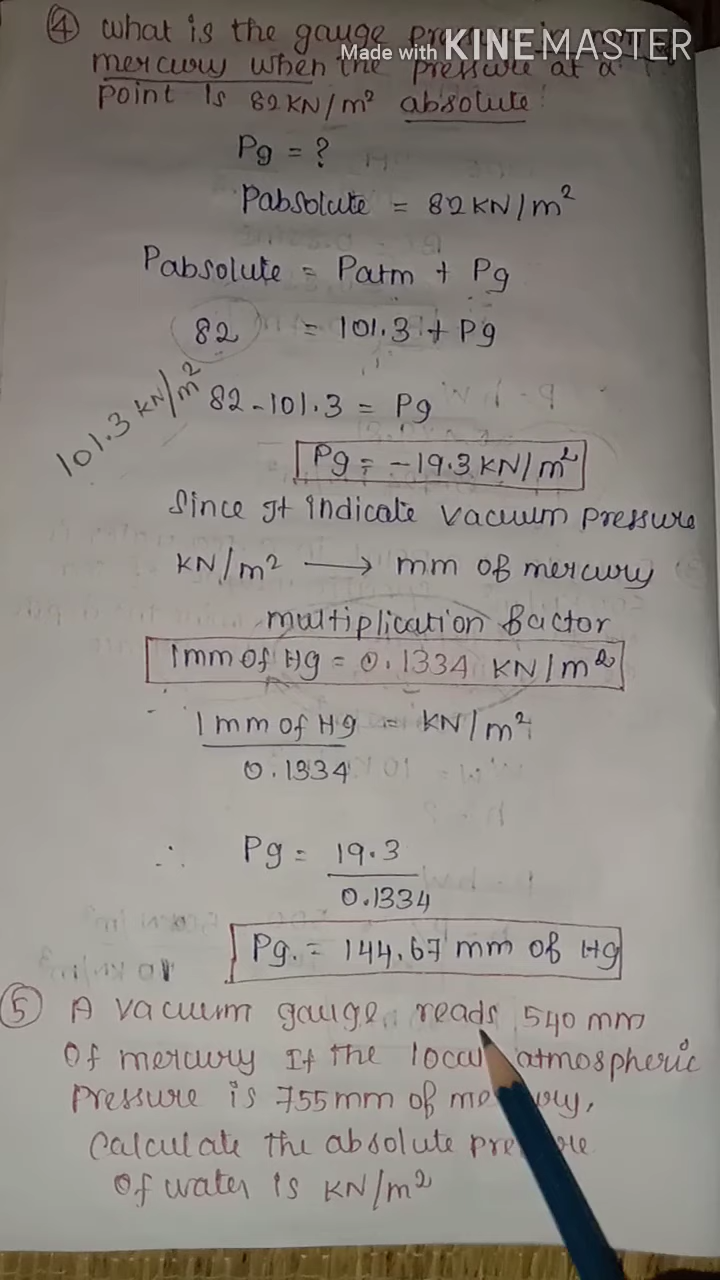 ④ What is the gauge
Made with KINEMASTER
mercury when the pressure at a
point is 82 KN/m² absolute
Pg = ?
Pabsolute = 82 KN/m²
Pabsolute = Patm + Pg
82 = 101.3 + Pg
101.3 KN/m²
82 - 101.3 = Pg
Pg = -19.3 KN/m²
Since It indicate vacuum pressure
KN/m² → mm of mercury
multiplication factor
1mm of Hg = 0.1334 KN/m²
1 mm of Hg = KN/m²
0.1334
∴ Pg = 19.3
0.1334
Pg. = 144.67 mm of Hg
⑤ A vacuum gauge reads 540 mm
of mercury If the local atmospheric
pressure is 755mm of mercury,
Calculate the absolute pressure
of water is KN/m²